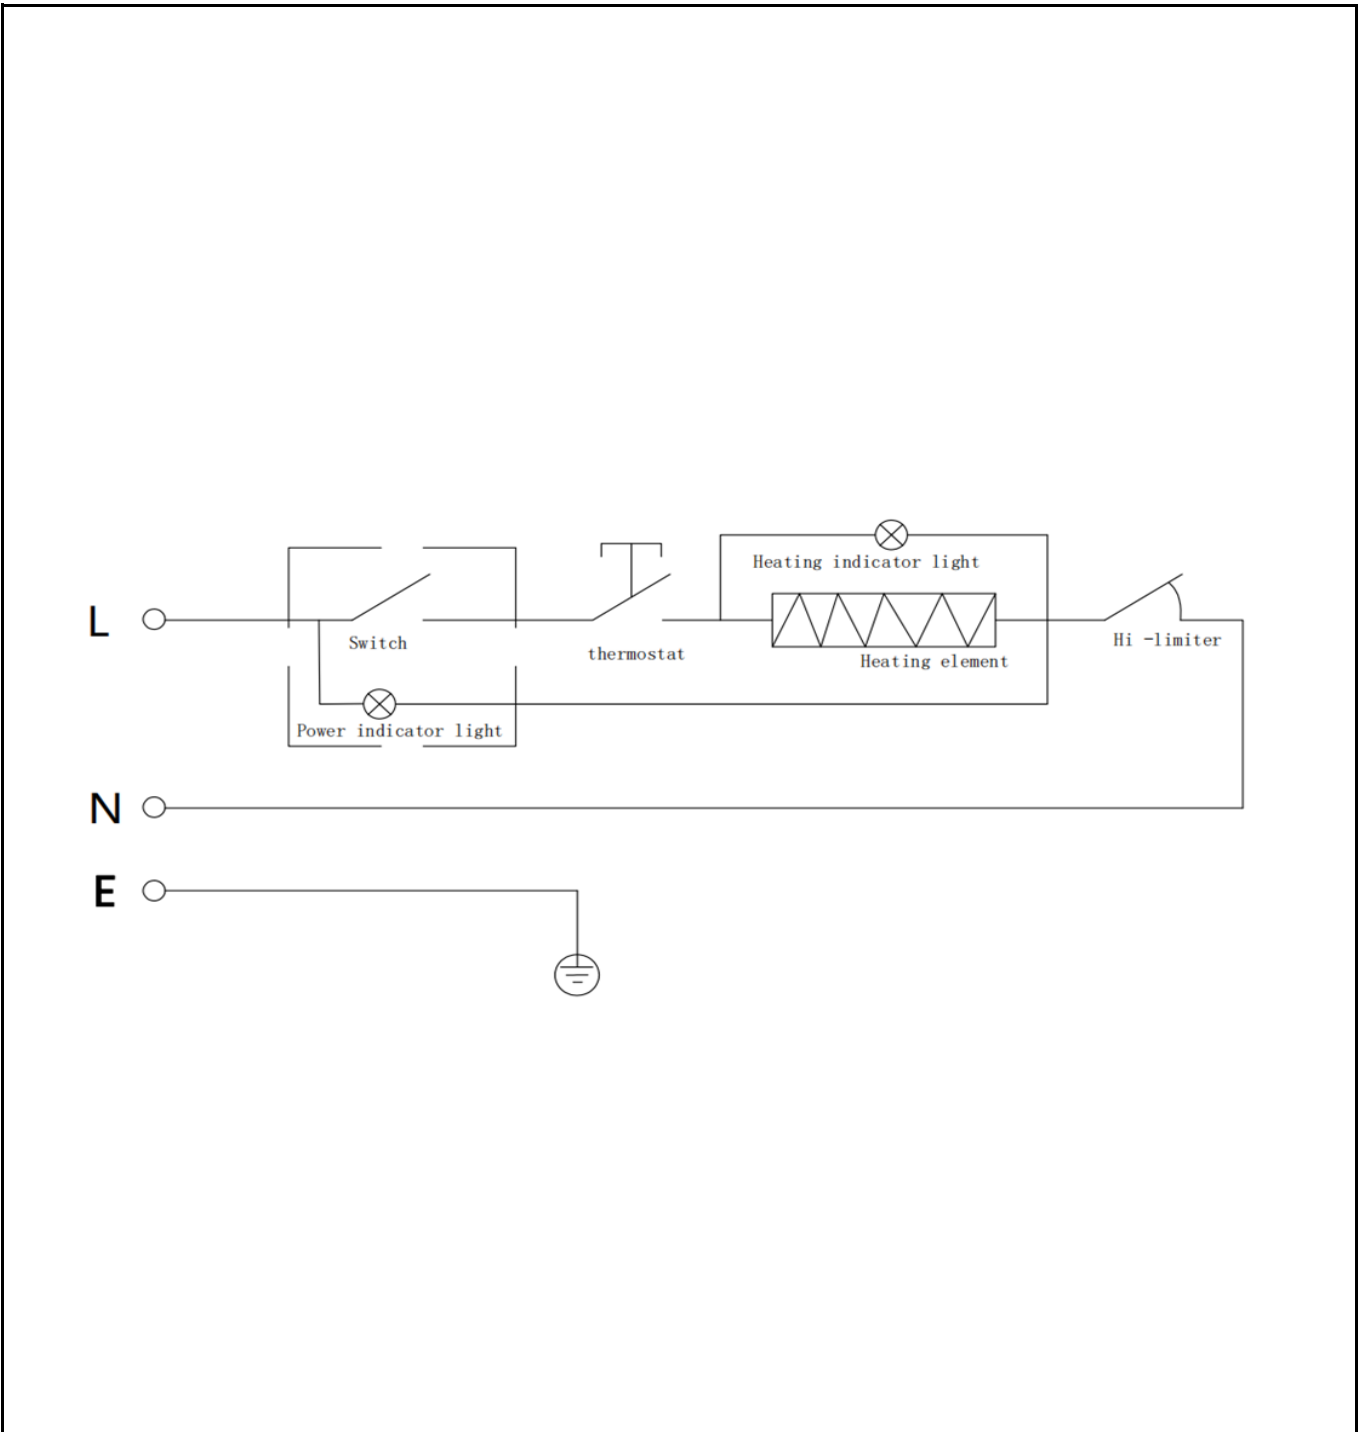 Heating indicator light
L
Switch
thermostat
Heating element
Hi -limiter
Power indicator light
N
E